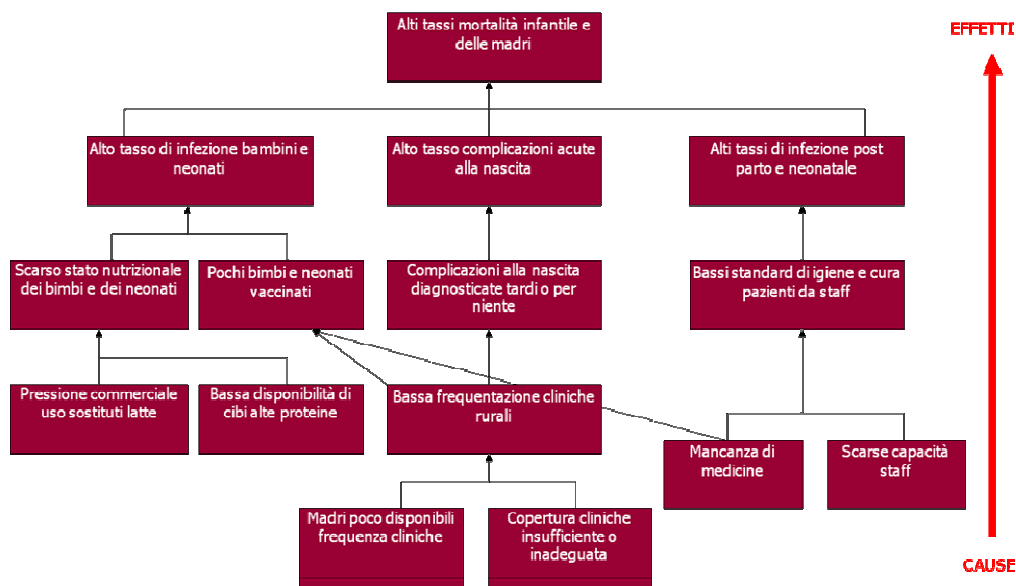 Alti tassi mortalità infantile e
delle madri
EFFETTI
Alto tasso di infezione bambini e
neonati
Alto tasso complicazioni acute
alla nascita
Alti tassi di infezione post
parto e neonatale
Scarso stato nutrizionale
dei bimbi e dei neonati
Pochi bimbi e neonati
vaccinati
Complicazioni alla nascita
diagnosticate tardi o per
niente
Bassi standard di igiene e cura
pazienti da staff
Pressione commerciale
uso sostituti latte
Bassa disponibilità di
cibi alte proteine
Bassa frequentazione cliniche
rurali
Mancanza di
medicine
Scarse capacità
staff
Madri poco disponibili
frequenza cliniche
Copertura cliniche
insufficiente o
inadeguata
CAUSE